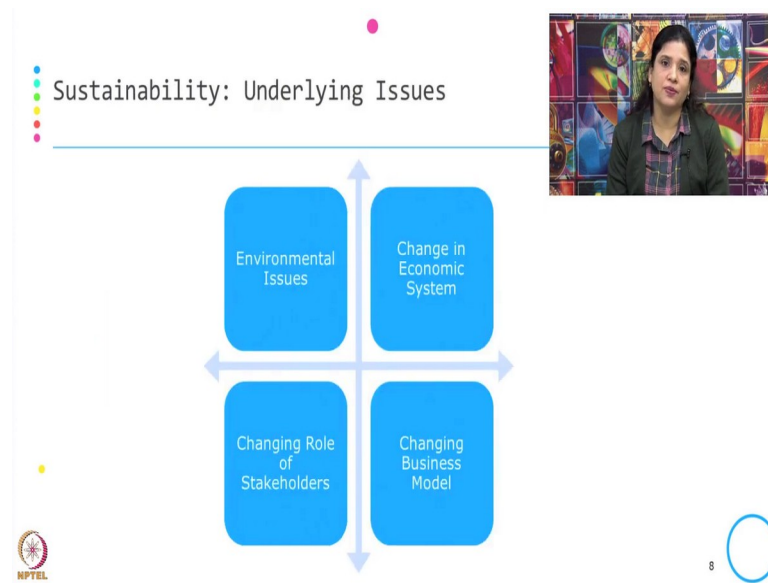 Sustainability: Underlying Issues
Environmental
Issues
Change in
Economic
System
Changing Role
of
Stakeholders
Changing
Business
Model
NPTEL
8